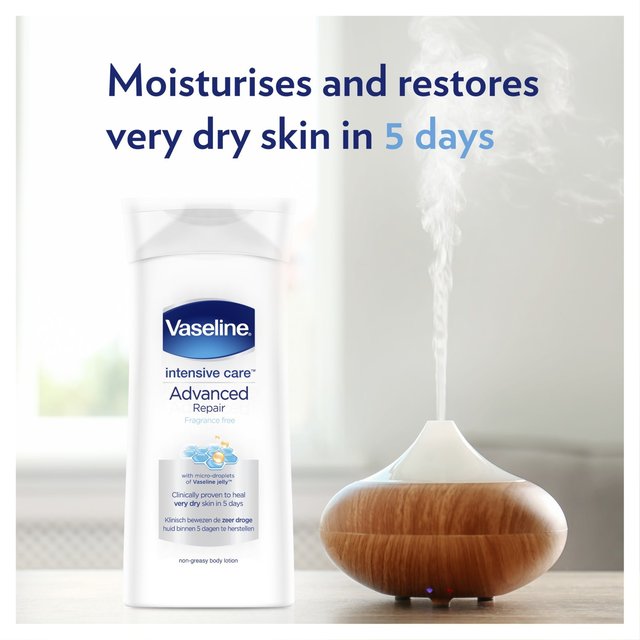 Moisturises and restores
very dry skin in 5 days
Vaseline.
intensive care™
Advanced
Repair
Fragrance free
with micro-droplets
of Vaseline jelly™
Clinically proven to heal
very dry skin in 5 days
Klinisch bewezen de zeer droge
huid binnen 5 dagen te herstellen
non-greasy body lotion